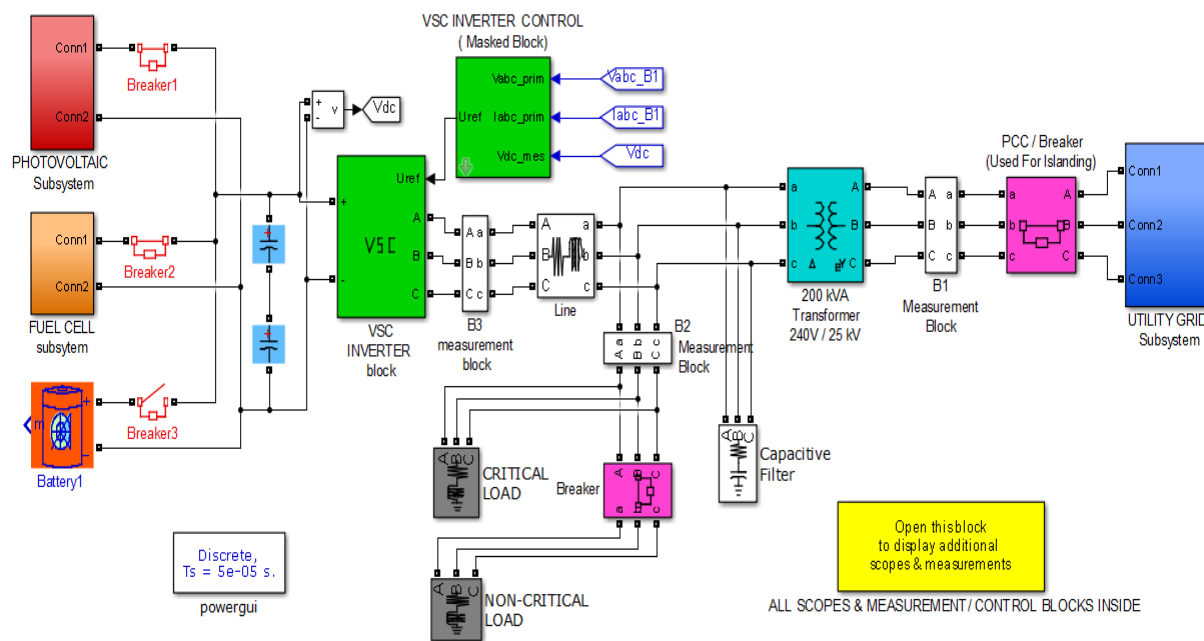 VSC INVERTER CONTROL
( Masked Block)
Conn1
Conn2
Breaker1
PHOTOVOLTAIC
Subsystem
+
-
v
Vdc
Vabc_prim
Iabc_prim
Vdc_mes
Uref
Vabc_B1
Iabc_B1
Vdc
PCC / Breaker
(Used For Islanding)
Conn1
Conn2
Breaker2
FUEL CELL
subsytem
Uref
+
-
VSC
A
B
C
VSC
INVERTER
block
A a
B b
C c
B3
measurement
block
A a
B
C c
Line
a A
b B
c C
Δ
200 kVA
Transformer
240V / 25 kV
A a
B b
C c
B1
Measurement
Block
a A
b B
c C
Conn1
Conn2
Conn3
UTILITY GRID
Subsystem
B2
Measurement
Block
A a
B b
C c
m
+
-
Breaker3
Battery1
A B C
CRITICAL
LOAD
A B C
a b c
Breaker
A B C
Capacitive
Filter
Discrete,
Ts = 5e-05 s.
powergui
A B C
NON-CRITICAL
LOAD
Open this block
to display additional
scopes & measurements
ALL SCOPES & MEASUREMENT / CONTROL BLOCKS INSIDE